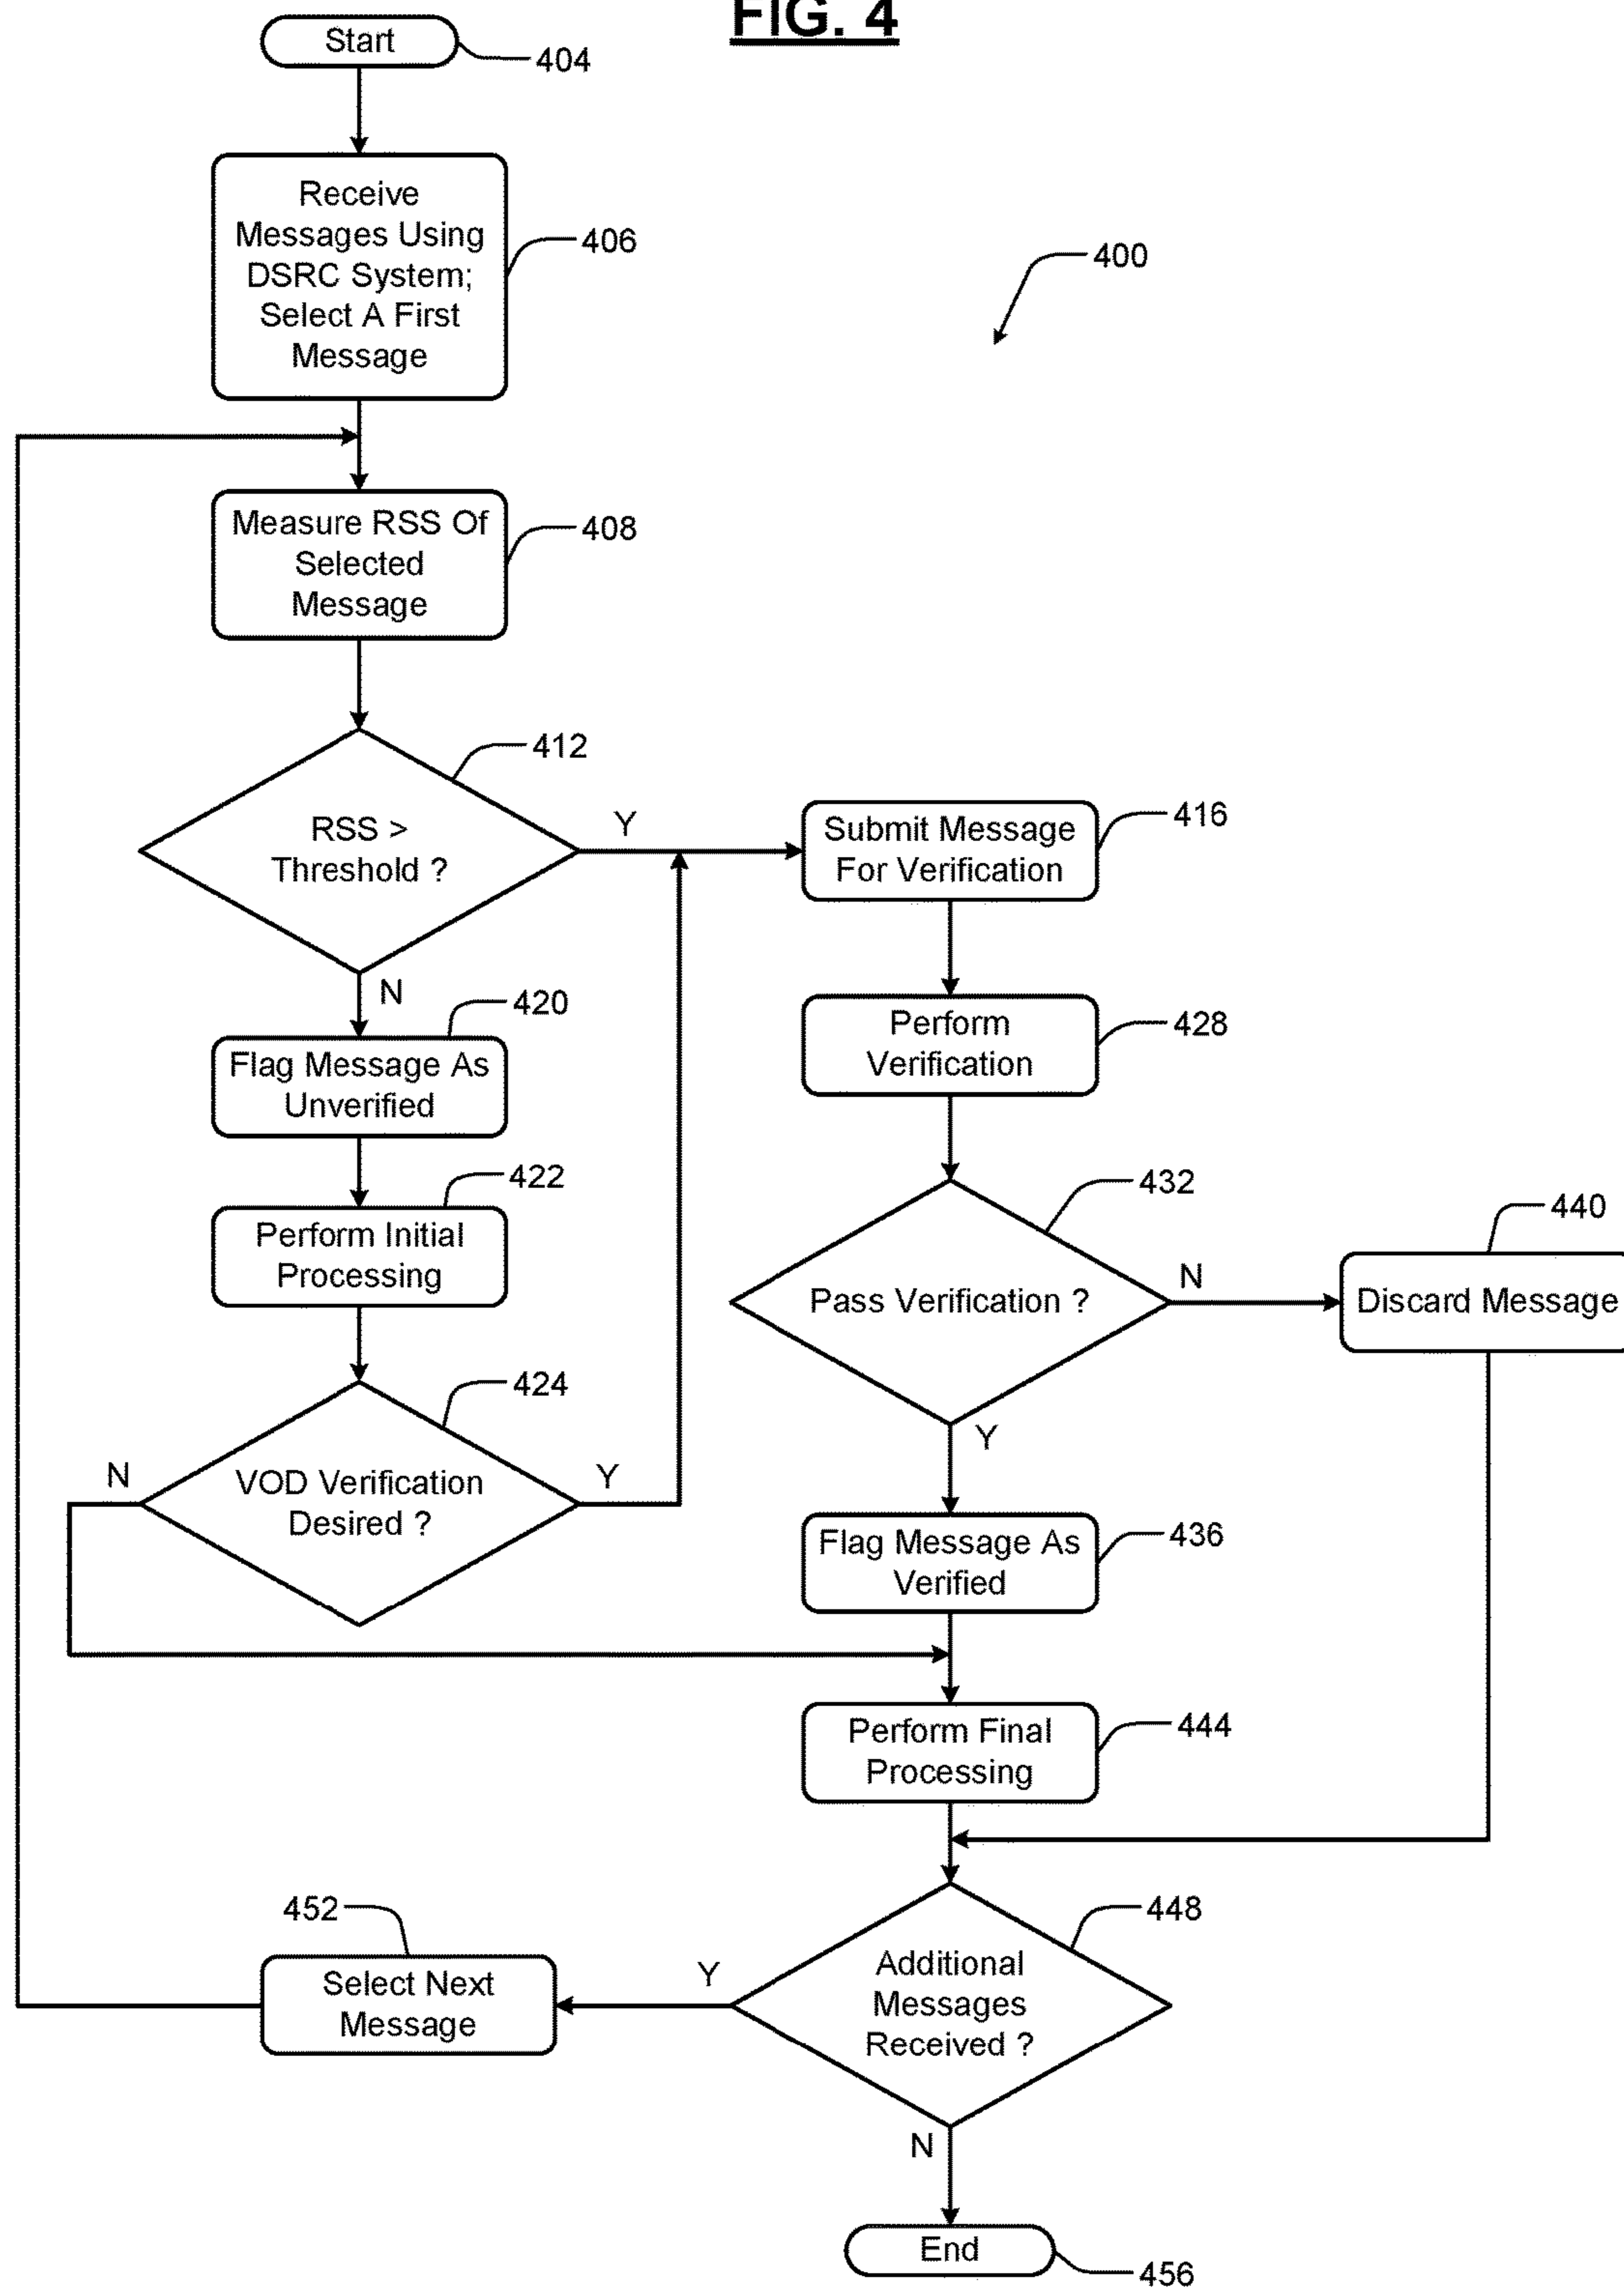 FIG. 4
Start
404
Receive
Messages Using
DSRC System;
Select A First
Message
406
400
Measure RSS Of
Selected
Message
408
412
RSS >
Threshold ?
Y
N
Submit Message
For Verification
416
420
Flag Message As
Unverified
Perform
Verification
428
422
Perform Initial
Processing
432
Pass Verification ?
N
Y
440
Discard Message
424
VOD Verification
Desired ?
N
Y
Flag Message As
Verified
436
Perform Final
Processing
444
448
Additional
Messages
Received ?
Y
N
452
Select Next
Message
End
456